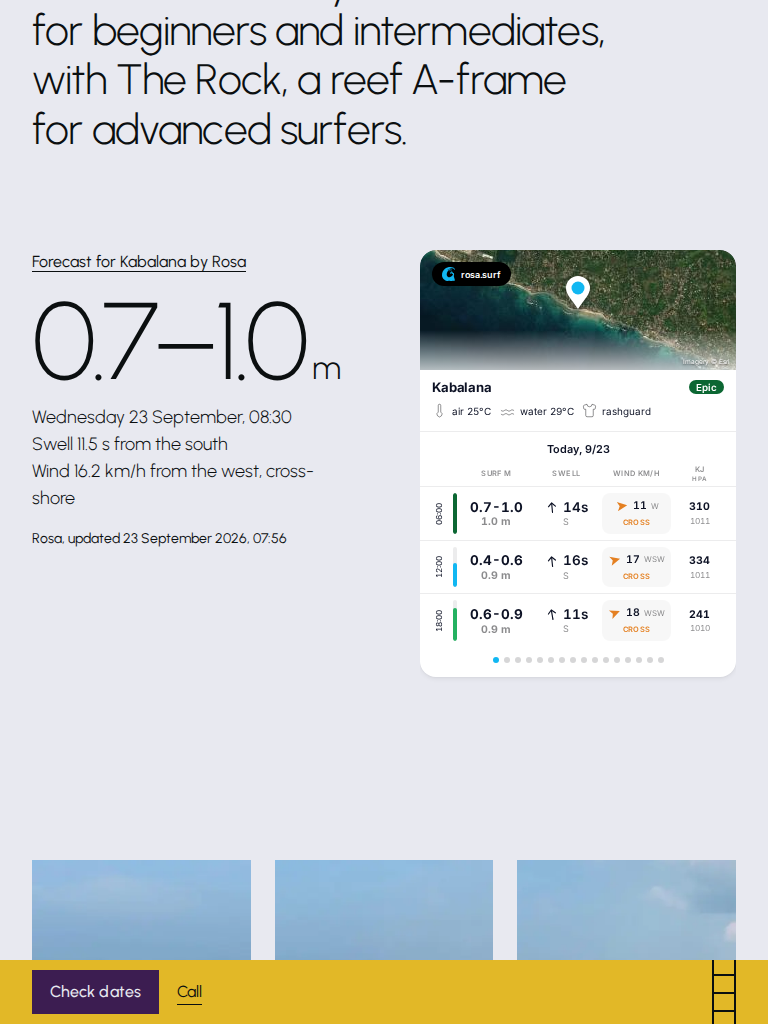 for beginners and intermediates,
with The Rock, a reef A-frame
for advanced surfers.
Forecast for Kabalana by Rosa
0.7–1.0 m
Wednesday 23 September, 08:30
Swell 11.5 s from the south
Wind 16.2 km/h from the west, cross-
shore
Rosa, updated 23 September 2026, 07:56
rosa.surf
Imagery © Esri
Kabalana
Epic
air 25°C water 29°C rashguard
Today, 9/23
SURF M SWELL WIND KM/H KJ
HPA
06:00 0.7-1.0 14s 11 W 310
1.0 m S CROSS 1011
12:00 0.4-0.6 16s 17 WSW 334
0.9 m S CROSS 1011
18:00 0.6-0.9 11s 18 WSW 241
0.9 m S CROSS 1010
Check dates Call